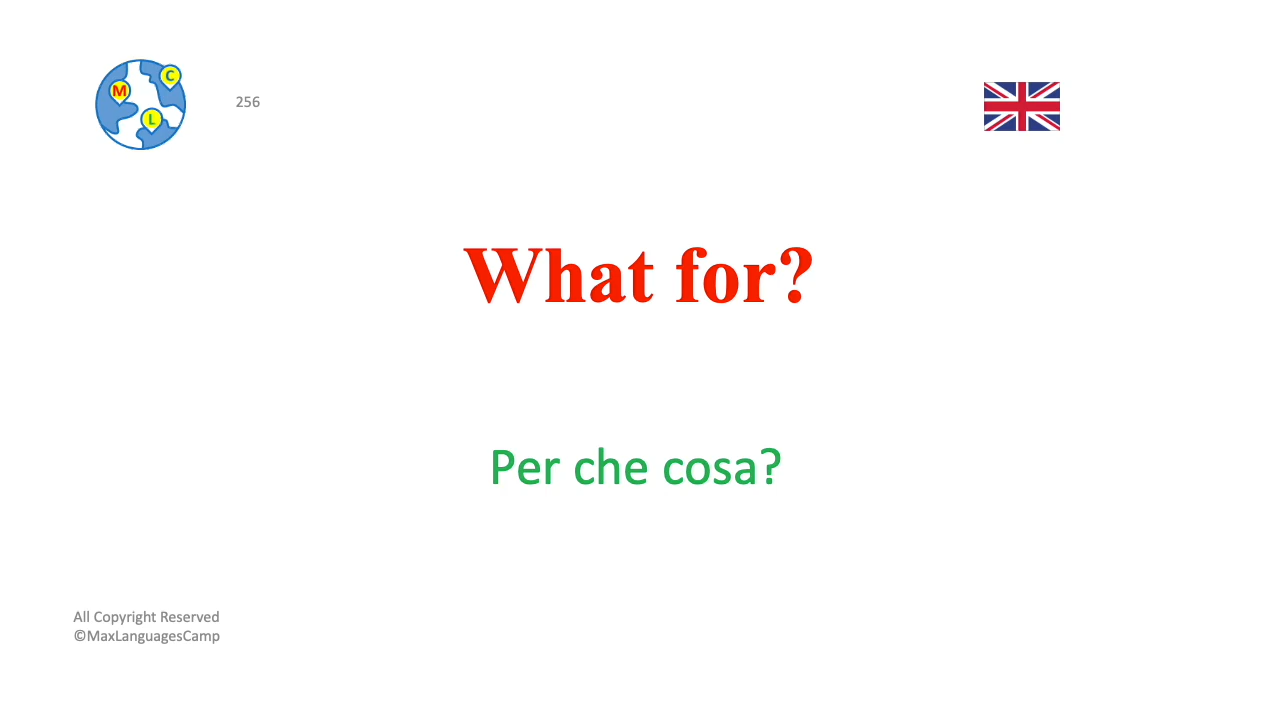 C
M
L
256
What for?
Per che cosa?
All Copyright Reserved
©MaxLanguagesCamp